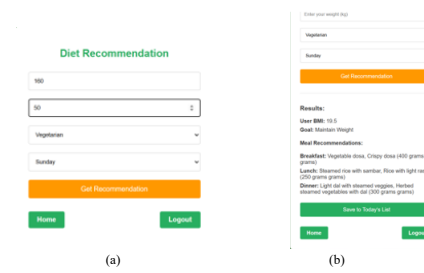 Diet Recommendation
160
50
Vegetarian
Sunday
Get Recommendation
Home
Logout
(a)
Enter your weight (kg)
Vegetarian
Sunday
Get Recommendation
Results:
User BMI: 19.5
Goal: Maintain Weight
Meal Recommendations:
Breakfast: Vegetable dosa, Crispy dosa (400 grams
grams)
Lunch: Steamed rice with sambar, Rice with light
(250 grams grams)
Dinner: Light dal with steamed veggies, Herbed
steamed vegetables with dal (300 grams grams)
Save to Today's List
Home
Logou
(b)